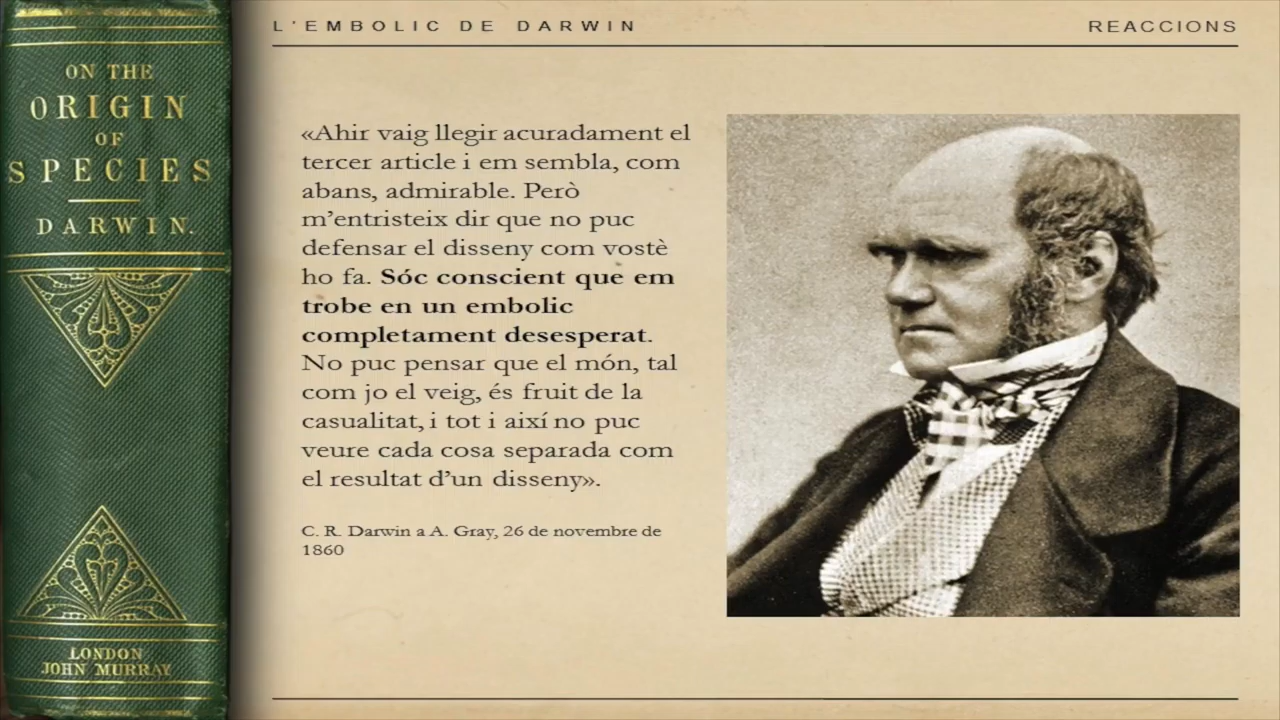 ON THE
ORIGIN
OF
SPECIES
DARWIN.
LONDON
JOHN MURRAY
L'EMBOLIC DE DARWIN
REACCIONS
«Ahir vaig llegir acuradament el
tercer article i em sembla, com
abans, admirable. Però
m’entristeix dir que no puc
defensar el disseny com vostè
ho fa. Sóc conscient que em
trobe en un embolic
completament desesperat.
No puc pensar que el món, tal
com jo el veig, és fruit de la
casualitat, i tot i així no puc
veure cada cosa separada com
el resultat d’un disseny».
C. R. Darwin a A. Gray, 26 de novembre de
1860